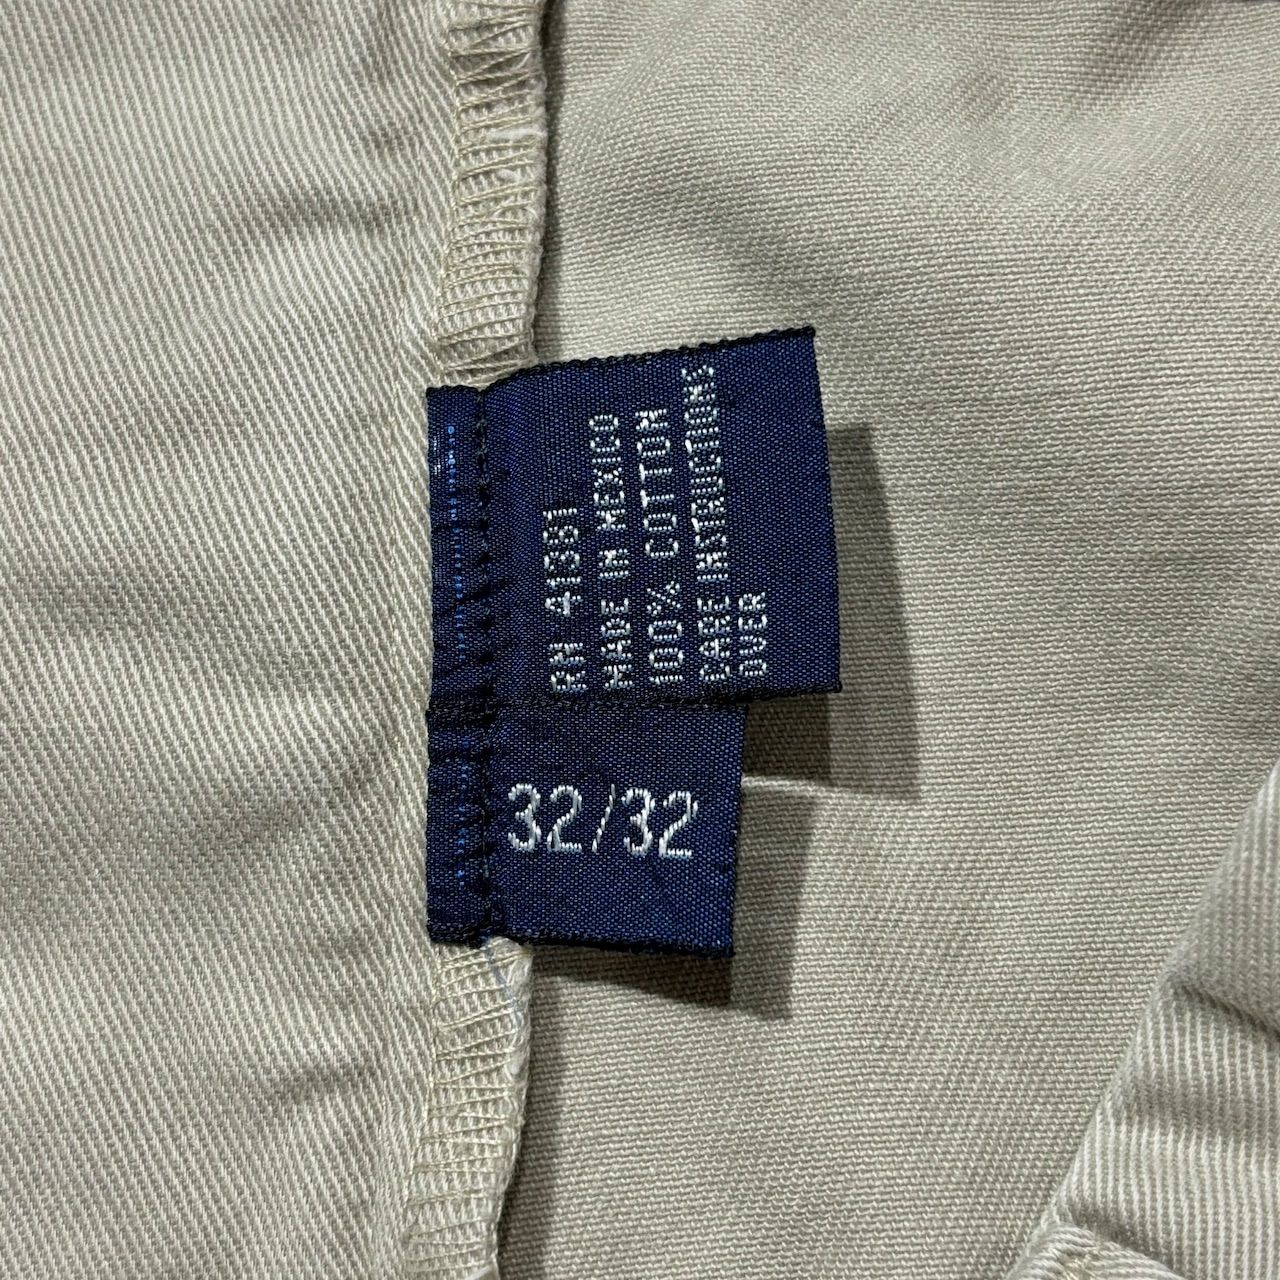 RN 41381
MADE IN MEXICO
100% COTTON
CARE INSTRUCTIONS
OVER
32/32